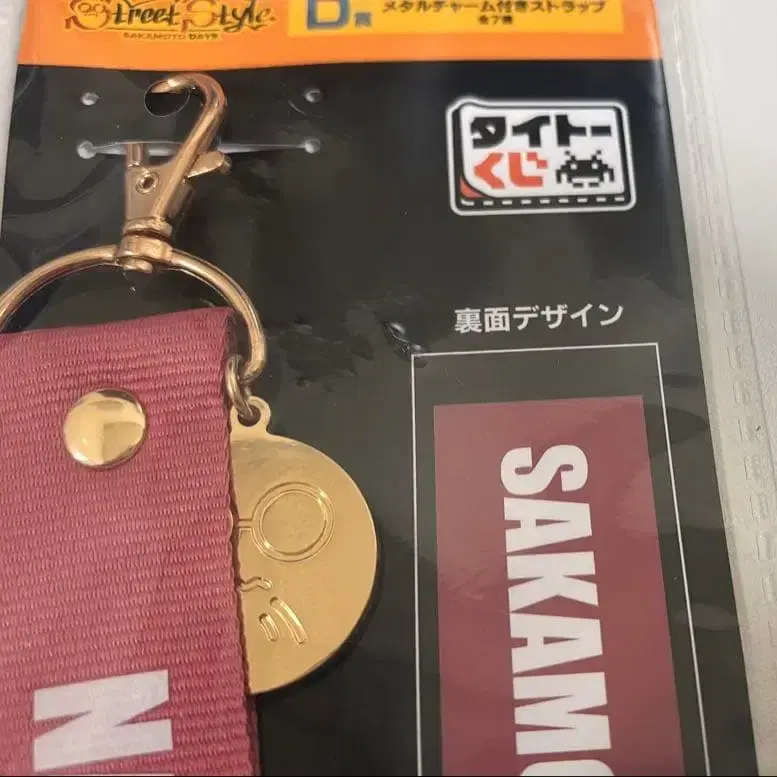 Street Style
SAKAMOTO DAYS
D賞
メタルチャーム付きストラップ
全7種
タイトー
くじ
裏面デザイン
SAKAMO
N